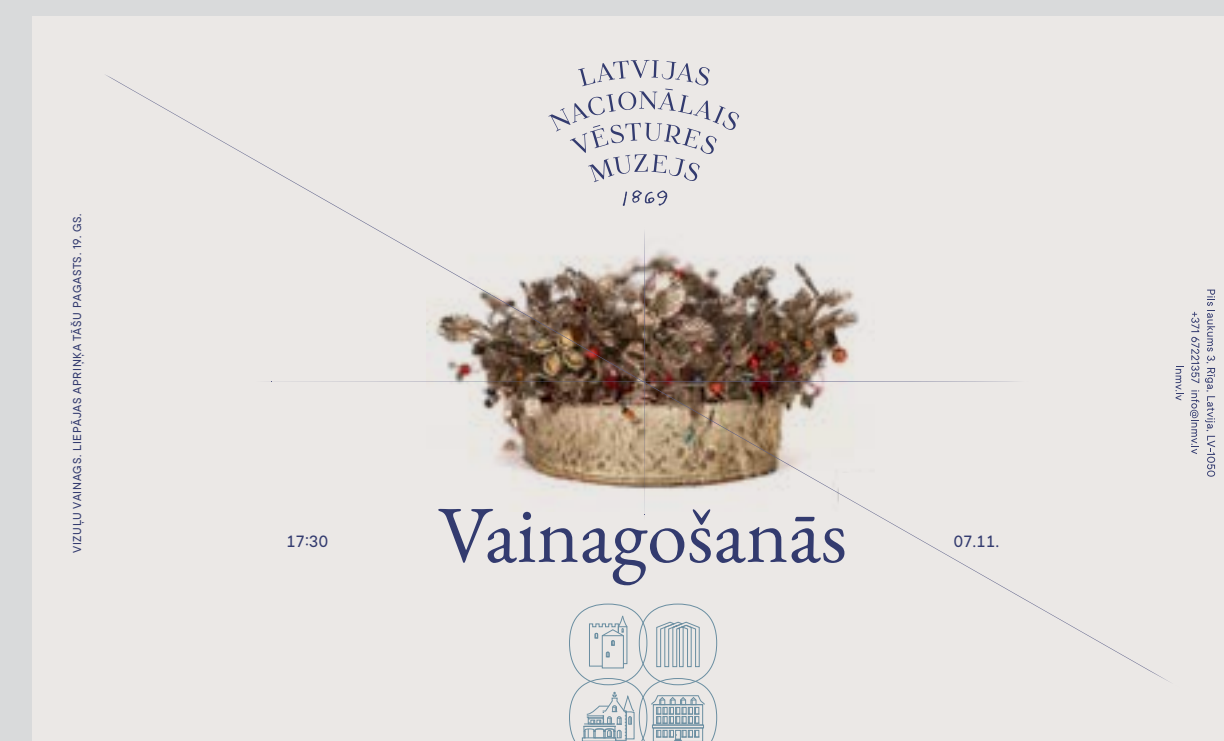 LATVIJAS
NACIONĀLAIS
VĒSTURES
MUZEJS
1869
VIZUĻU VAINAGS. LIEPĀJAS APRIŅĶA TĀŠU PAGASTS. 19. GS.
Pils laukums 3, Rīga, Latvija, LV-1050
+371 67221357 info@lnmv.lv
lnmv.lv
17:30
Vainagošanās
07.11.